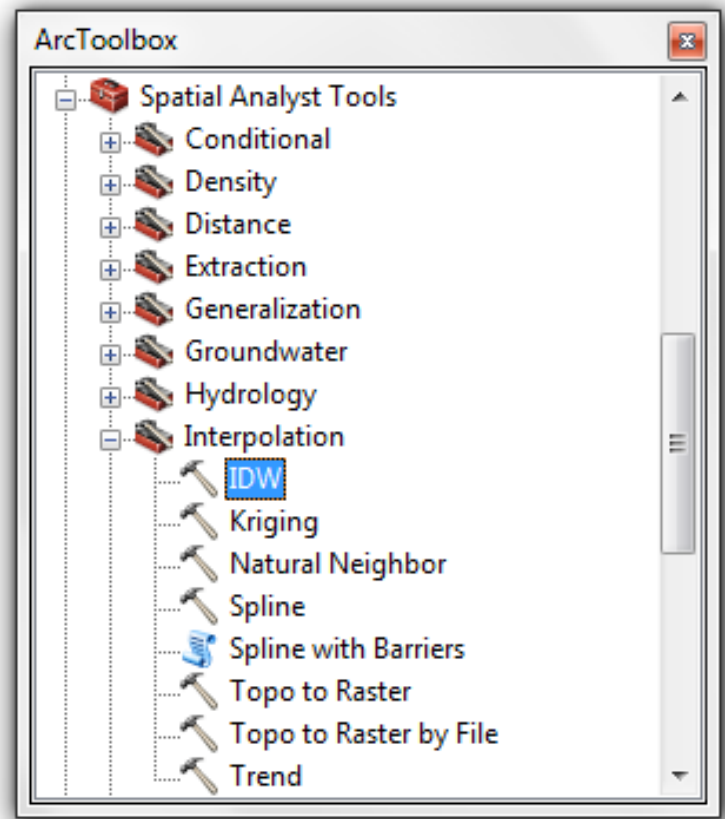 ArcToolbox
Spatial Analyst Tools
Conditional
Density
Distance
Extraction
Generalization
Groundwater
Hydrology
Interpolation
IDW
Kriging
Natural Neighbor
Spline
Spline with Barriers
Topo to Raster
Topo to Raster by File
Trend